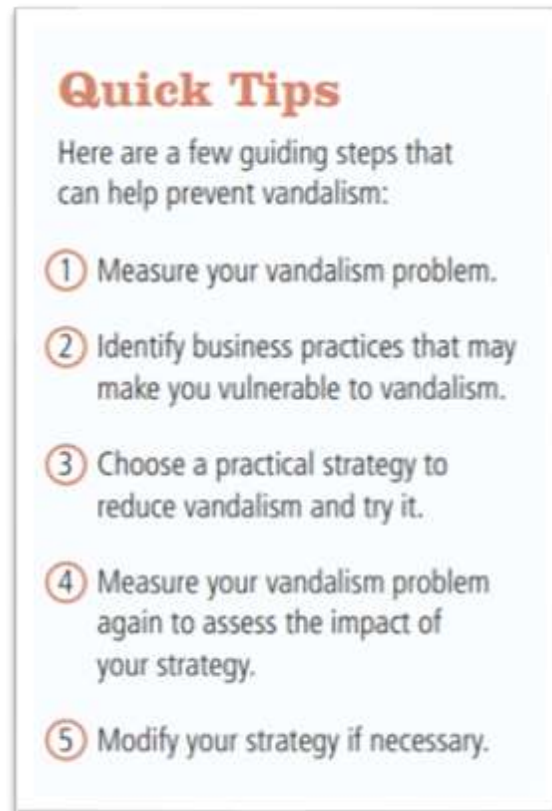 Quick Tips
Here are a few guiding steps that
can help prevent vandalism:
1 Measure your vandalism problem.
2 Identify business practices that may
make you vulnerable to vandalism.
3 Choose a practical strategy to
reduce vandalism and try it.
4 Measure your vandalism problem
again to assess the impact of
your strategy.
5 Modify your strategy if necessary.